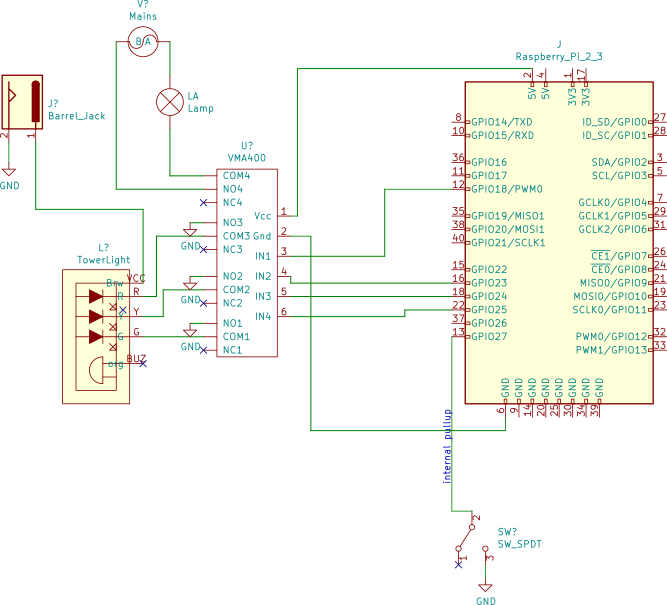 V?
Mains
B A
J?
Barrel_Jack
2
1
GND
LA
Lamp
J
Raspberry_Pi_2_3
2
4
1
17
5V
5V
3V3
3V3
8 GPIO14/TXD
10 GPIO15/RXD
36 GPIO16
11 GPIO17
12 GPIO18/PWM0
35 GPIO19/MISO1
38 GPIO20/MOSI1
40 GPIO21/SCLK1
15 GPIO22
16 GPIO23
18 GPIO24
22 GPIO25
37 GPIO26
13 GPIO27
ID_SD/GPIO0 27
ID_SC/GPIO1 28
SDA/GPIO2 3
SCL/GPIO3 5
GCLK0/GPIO4 7
GCLK1/GPIO5 29
GCLK2/GPIO6 31
CE1/GPIO7 26
CE0/GPIO8 24
MISO0/GPIO9 21
MOSI0/GPIO10 19
SCLK0/GPIO11 23
PWM0/GPIO12 32
PWM1/GPIO13 33
GND GND GND GND GND GND GND GND
6 9 14 20 25 30 34 39
U?
VMA400
COM4
NO4
NC4
NO3
COM3
NC3
NO2
COM2
NC2
NO1
COM1
NC1
Vcc 1
Gnd 2
IN1 3
IN2 4
IN3 5
IN4 6
GND
GND
GND
L?
TowerLight
Brw
VCC
R R
Y Y
G G
org
BUZ
internal pullup
SW?
SW_SPDT
2
1
3
GND